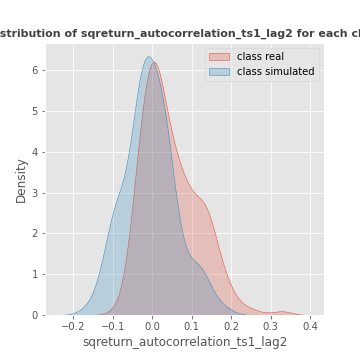 stribution of sqreturn_autocorrelation_ts1_lag2 for each cl
class real
class simulated
6
5
4
3
2
1
0
Density
−0.2
−0.1
0.0
0.1
0.2
0.3
0.4
sqreturn_autocorrelation_ts1_lag2